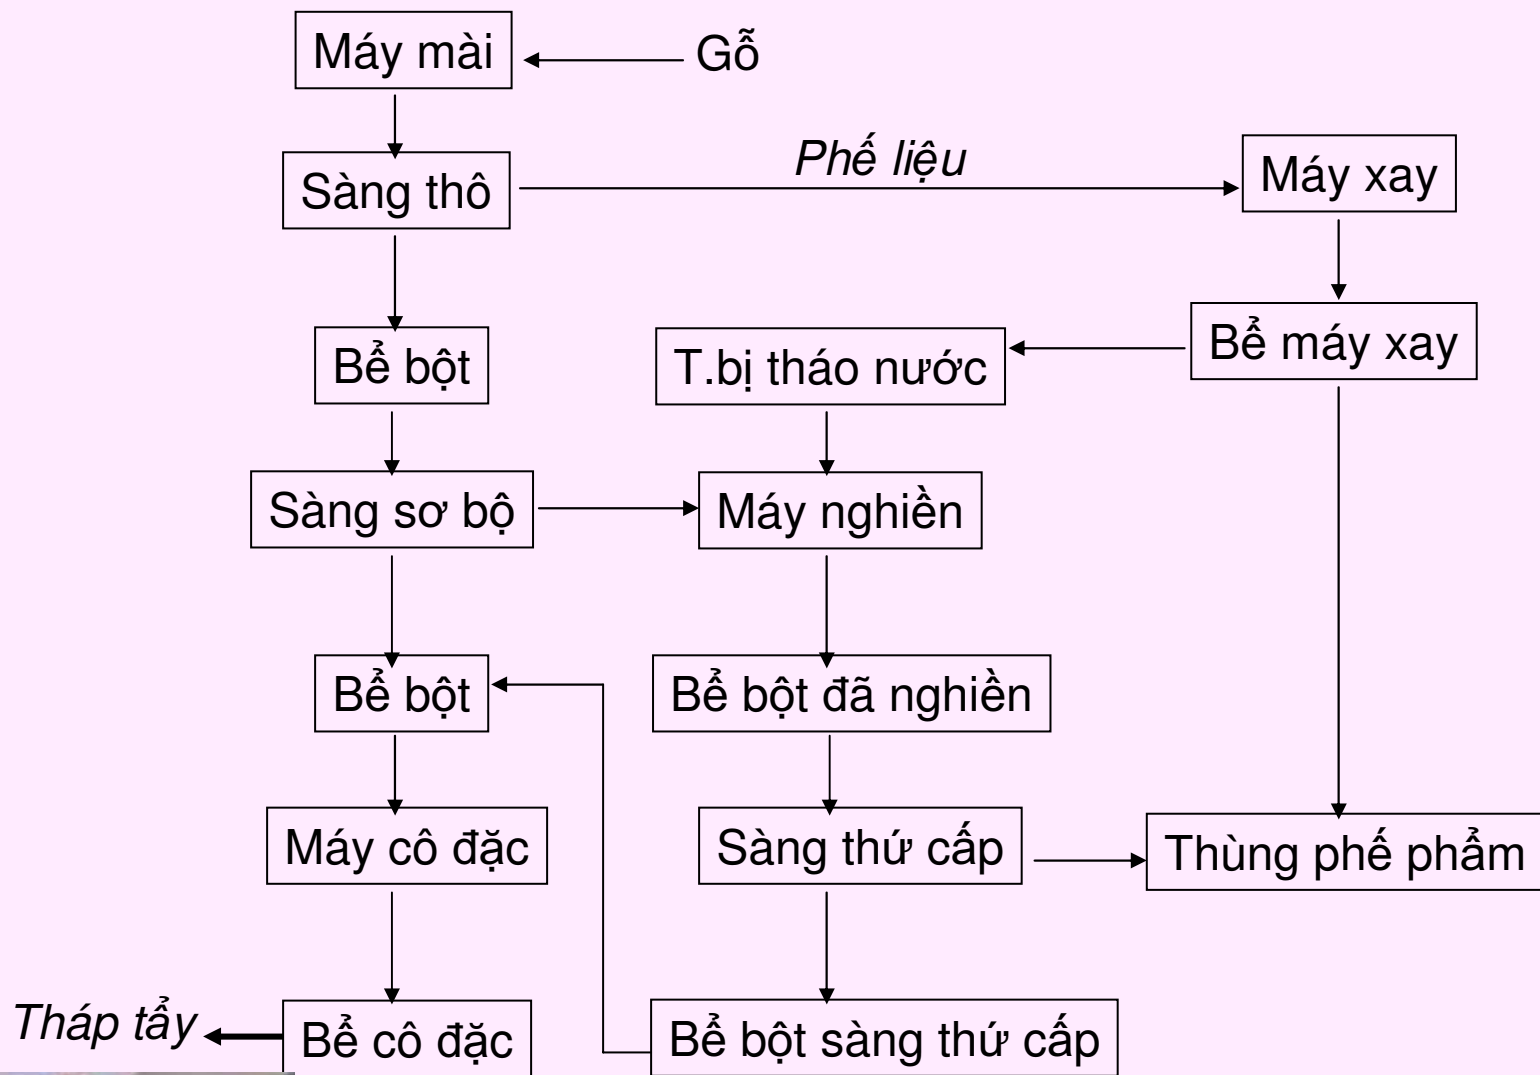 Máy mài
Gỗ
Phế liệu
Sàng thô
Máy xay
Bể bột
T.bị tháo nước
Bể máy xay
Sàng sơ bộ
Máy nghiền
Bể bột
Bể bột đã nghiền
Máy cô đặc
Sàng thứ cấp
Thùng phế phẩm
Tháp tẩy
Bể cô đặc
Bể bột sàng thứ cấp